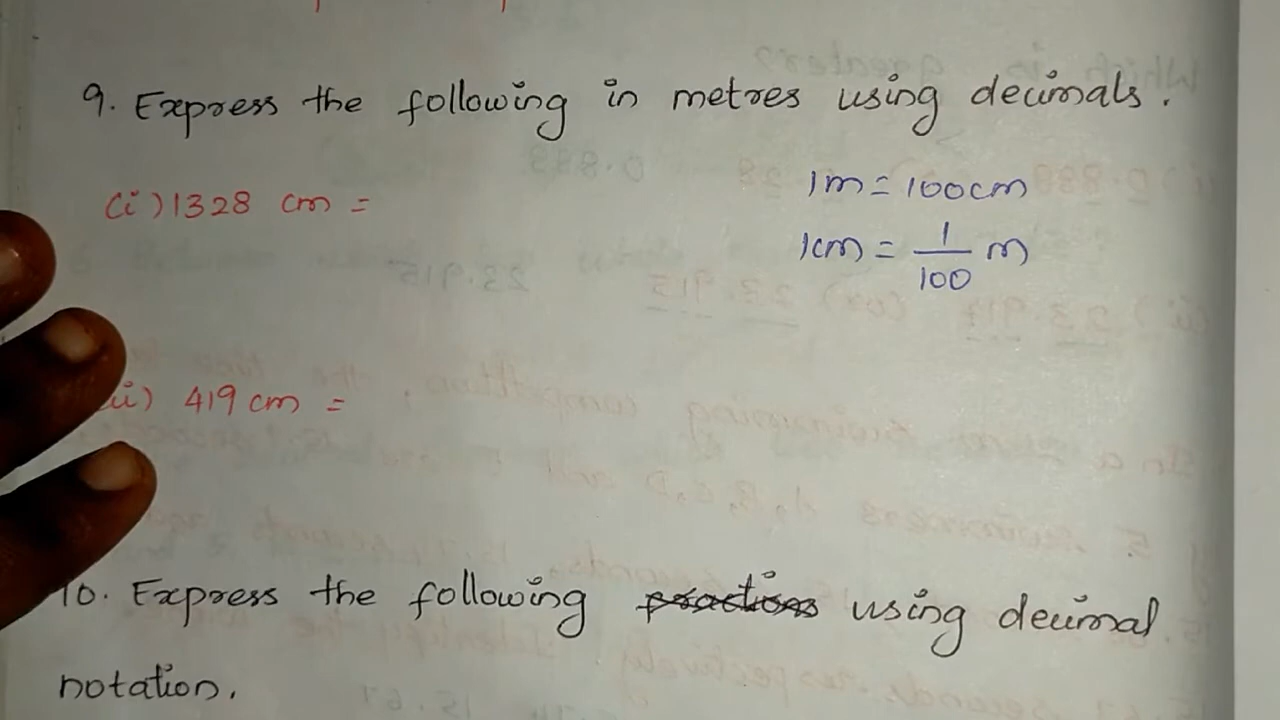 9. Express the following in metres using decimals.
(i) 1328 cm =
1m = 100cm
1cm = 1/100 m
ii) 419 cm =
10. Express the following using decimal
notation.